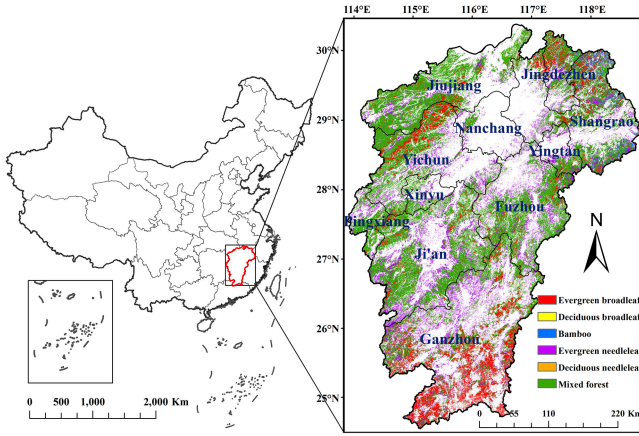 114°E 115°E 116°E 117°E 118°E
30°N
29°N
28°N
27°N
26°N
25°N
Jiujiang
Jingdezhen
Nanchang
Shangrao
Yichun
Yingtan
Xinyu
Pingxiang
Fuzhou
Ji'an
Ganzhou
N
Evergreen broadleaf
Deciduous broadleaf
Bamboo
Evergreen needleleaf
Deciduous needleleaf
Mixed forest
0 55 110 220 Km
0 500 1,000 2,000 Km